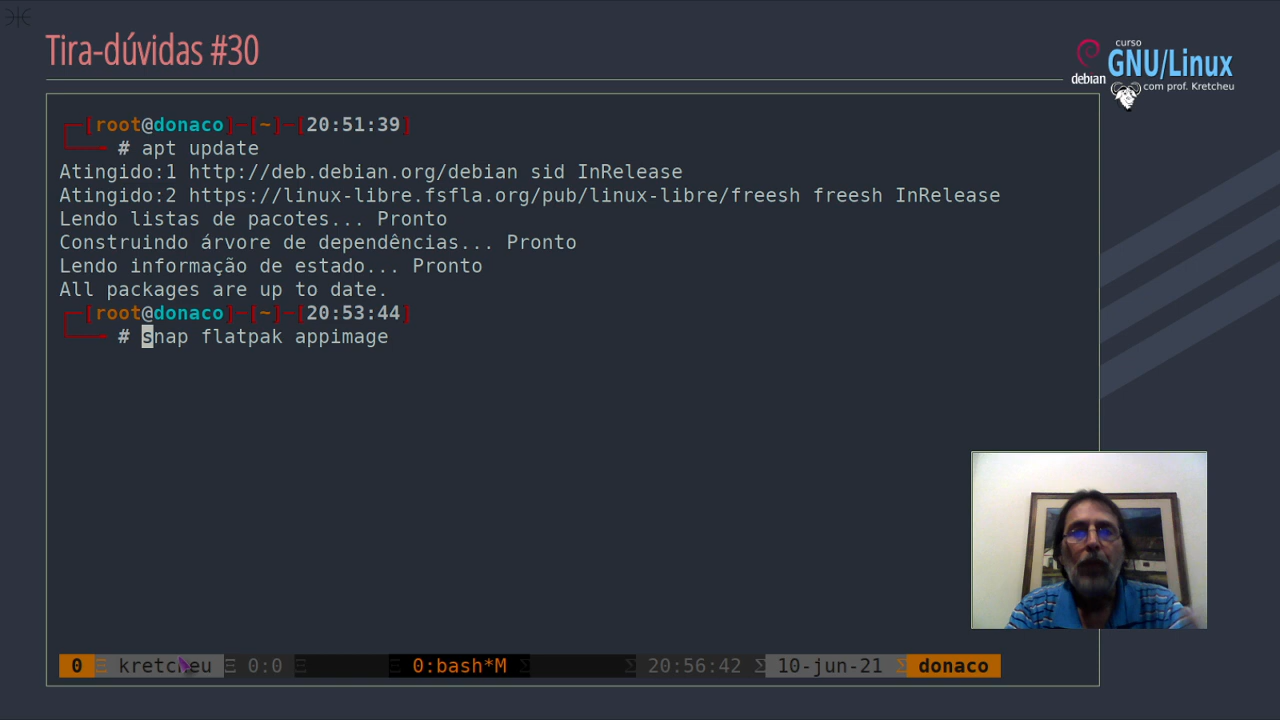 Tira-dúvidas #30
curso
GNU/Linux
debian
com prof. Kretcheu
[root@donaco]-[~]-[20:51:39]
# apt update
Atingido:1 http://deb.debian.org/debian sid InRelease
Atingido:2 https://linux-libre.fsfla.org/pub/linux-libre/freesh freesh InRelease
Lendo listas de pacotes... Pronto
Construindo árvore de dependências... Pronto
Lendo informação de estado... Pronto
All packages are up to date.
[root@donaco]-[~]-[20:53:44]
# snap flatpak appimage
0 Ξ kretcheu Ξ 0:0 Ξ Ξ 0:bash*M Σ Σ 20:56:42 Σ 10-jun-21 Σ donaco